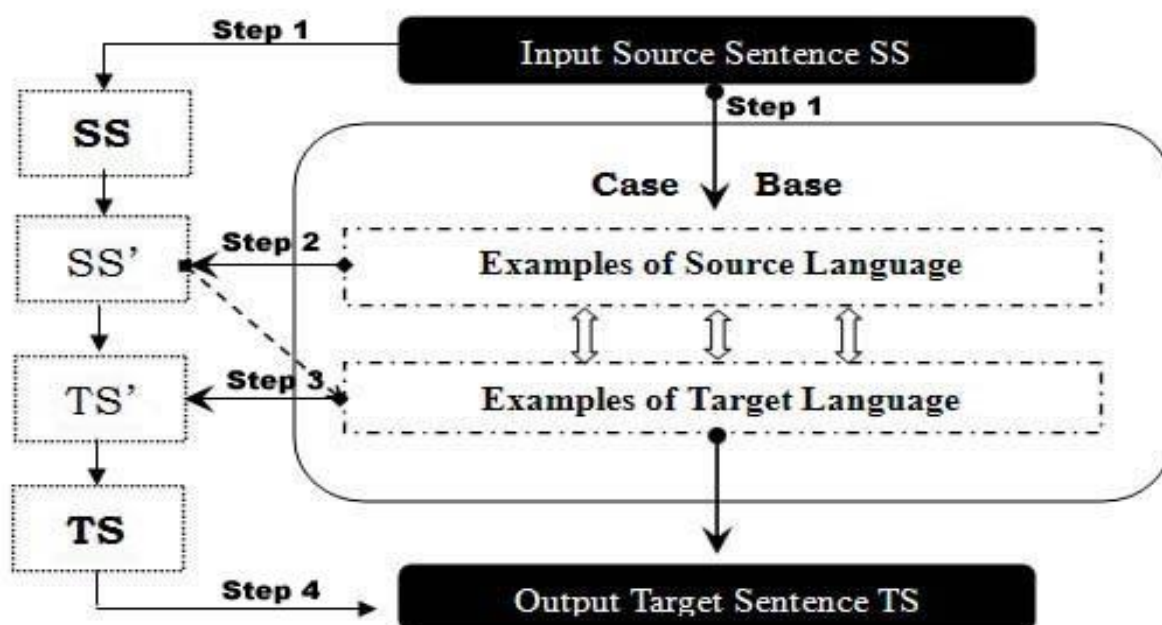 Step 1
Input Source Sentence SS
Step 1
SS
Case Base
Step 2
SS’
Examples of Source Language
Step 3
TS’
Examples of Target Language
TS
Step 4
Output Target Sentence TS